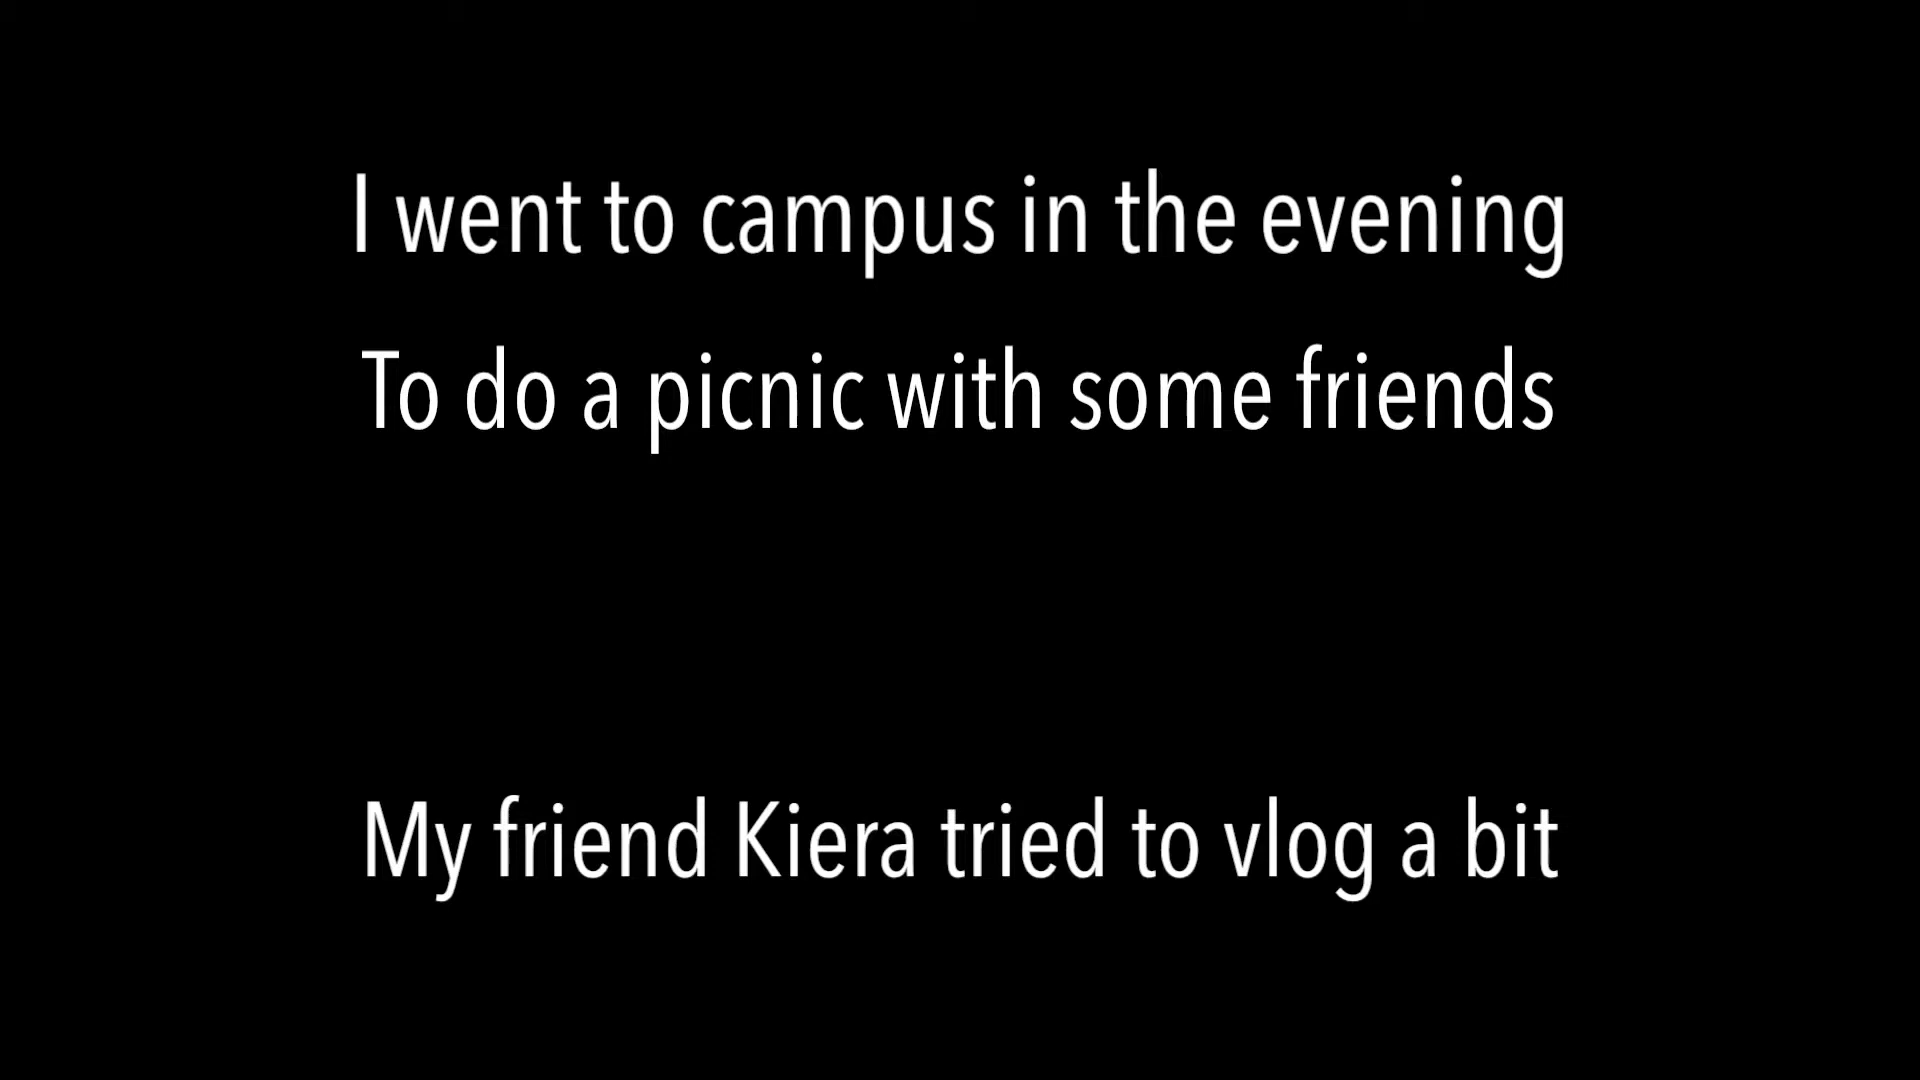 I went to campus in the evening
To do a picnic with some friends
My friend Kiera tried to vlog a bit